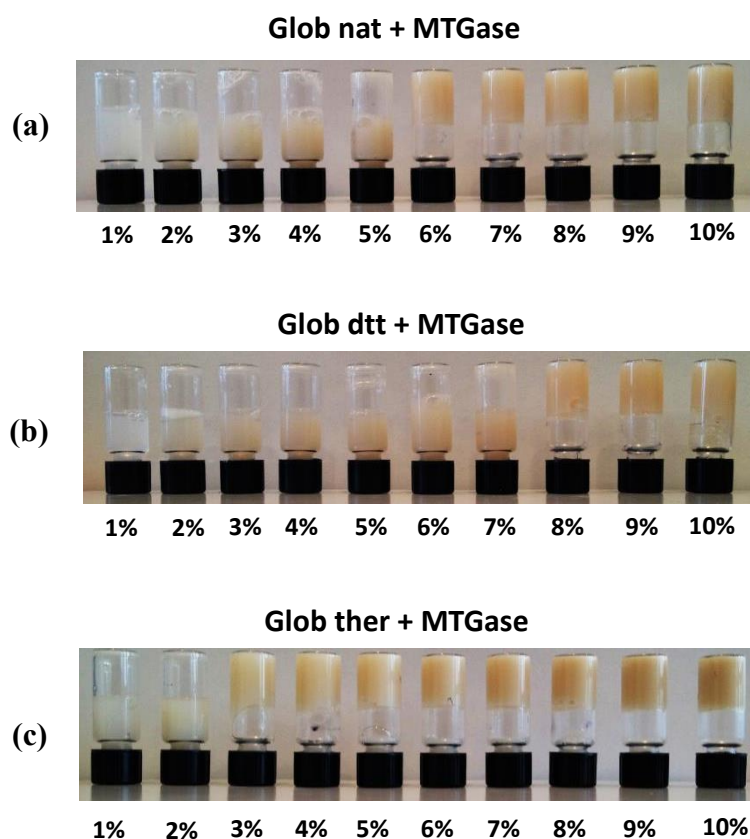 Glob nat + MTGase
(a)
1% 2% 3% 4% 5% 6% 7% 8% 9% 10%
Glob dtt + MTGase
(b)
1% 2% 3% 4% 5% 6% 7% 8% 9% 10%
Glob ther + MTGase
(c)
1% 2% 3% 4% 5% 6% 7% 8% 9% 10%